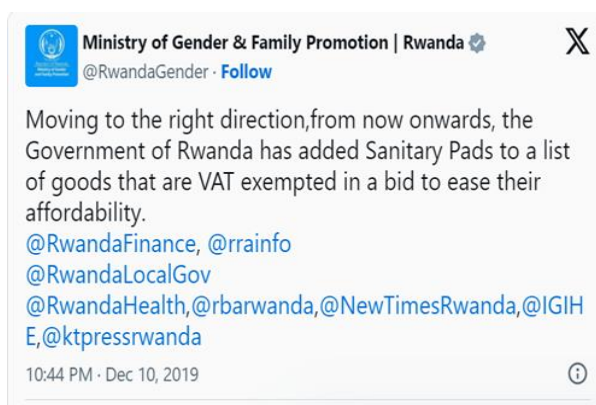 Ministry of Gender & Family Promotion | Rwanda
@RwandaGender · Follow
Moving to the right direction,from now onwards, the
Government of Rwanda has added Sanitary Pads to a list
of goods that are VAT exempted in a bid to ease their
affordability.
@RwandaFinance, @rrainfo
@RwandaLocalGov
@RwandaHealth,@rbarwanda,@NewTimesRwanda,@IGIH
E,@ktpressrwanda
10:44 PM · Dec 10, 2019